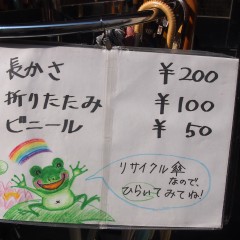 長かさ ¥200
折りたたみ ¥100
ビニール ¥50
リサイクル傘
なので
ひらいてみてね!